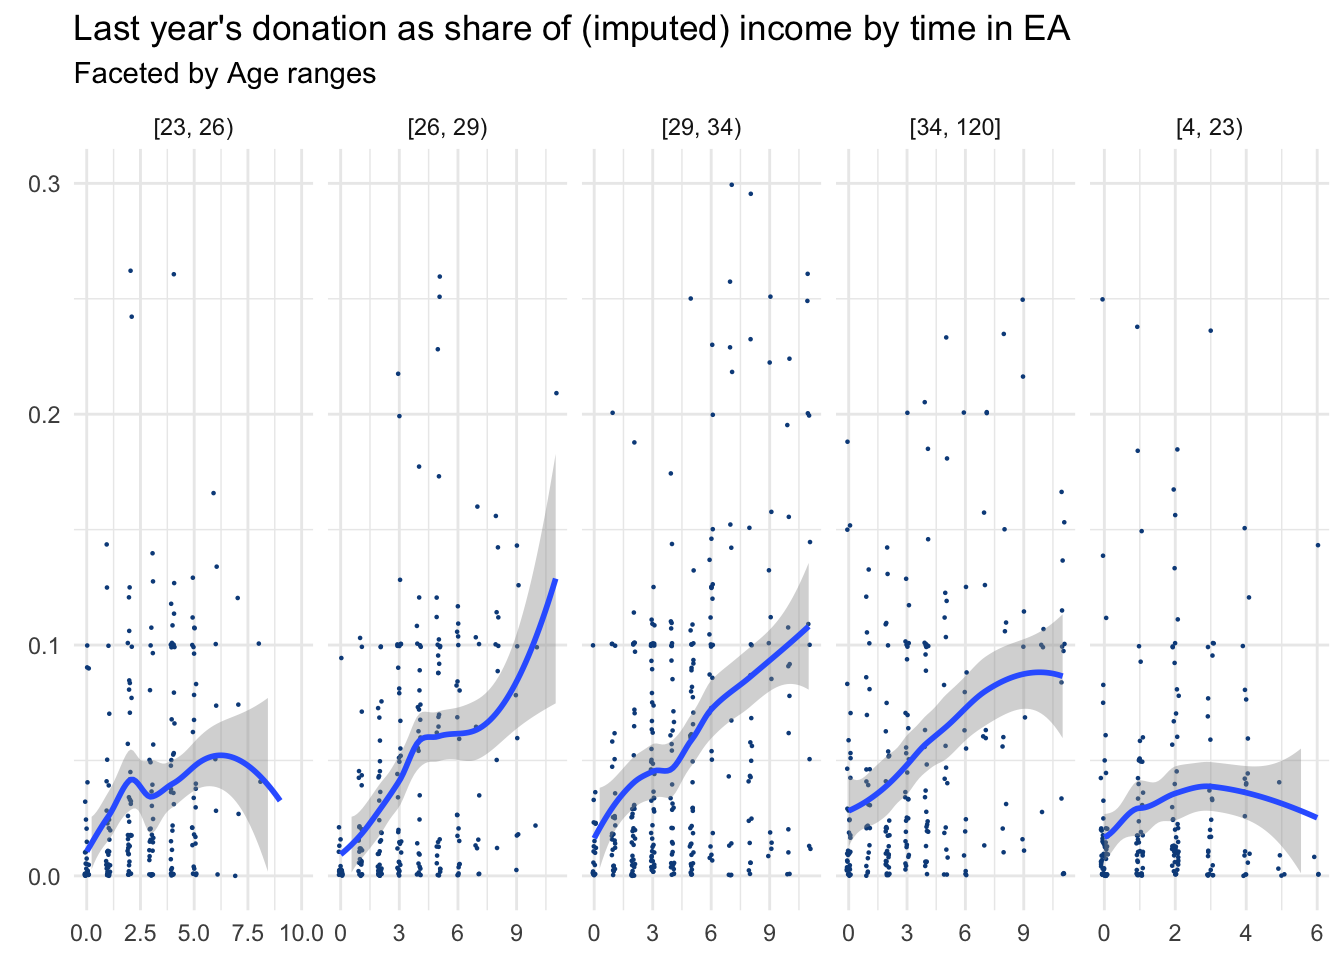 Last year's donation as share of (imputed) income by time in EA
Faceted by Age ranges
[23, 26) [26, 29) [29, 34) [34, 120] [4, 23)
0.3
0.2
0.1
0.0
0.0 2.5 5.0 7.5 10.0 0 3 6 9 0 3 6 9 0 3 6 9 0 2 4 6